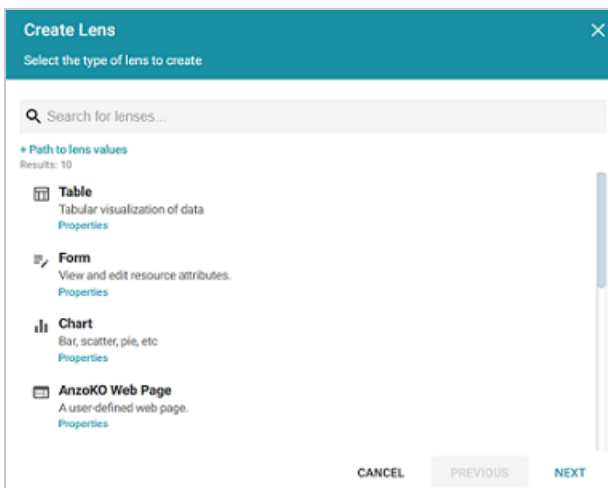 Create Lens
Select the type of lens to create
Search for lenses...
+ Path to lens values
Results: 10
Table
Tabular visualization of data
Properties
Form
View and edit resource attributes.
Properties
Chart
Bar, scatter, pie, etc
Properties
AnzoKO Web Page
A user-defined web page.
Properties
CANCEL PREVIOUS NEXT